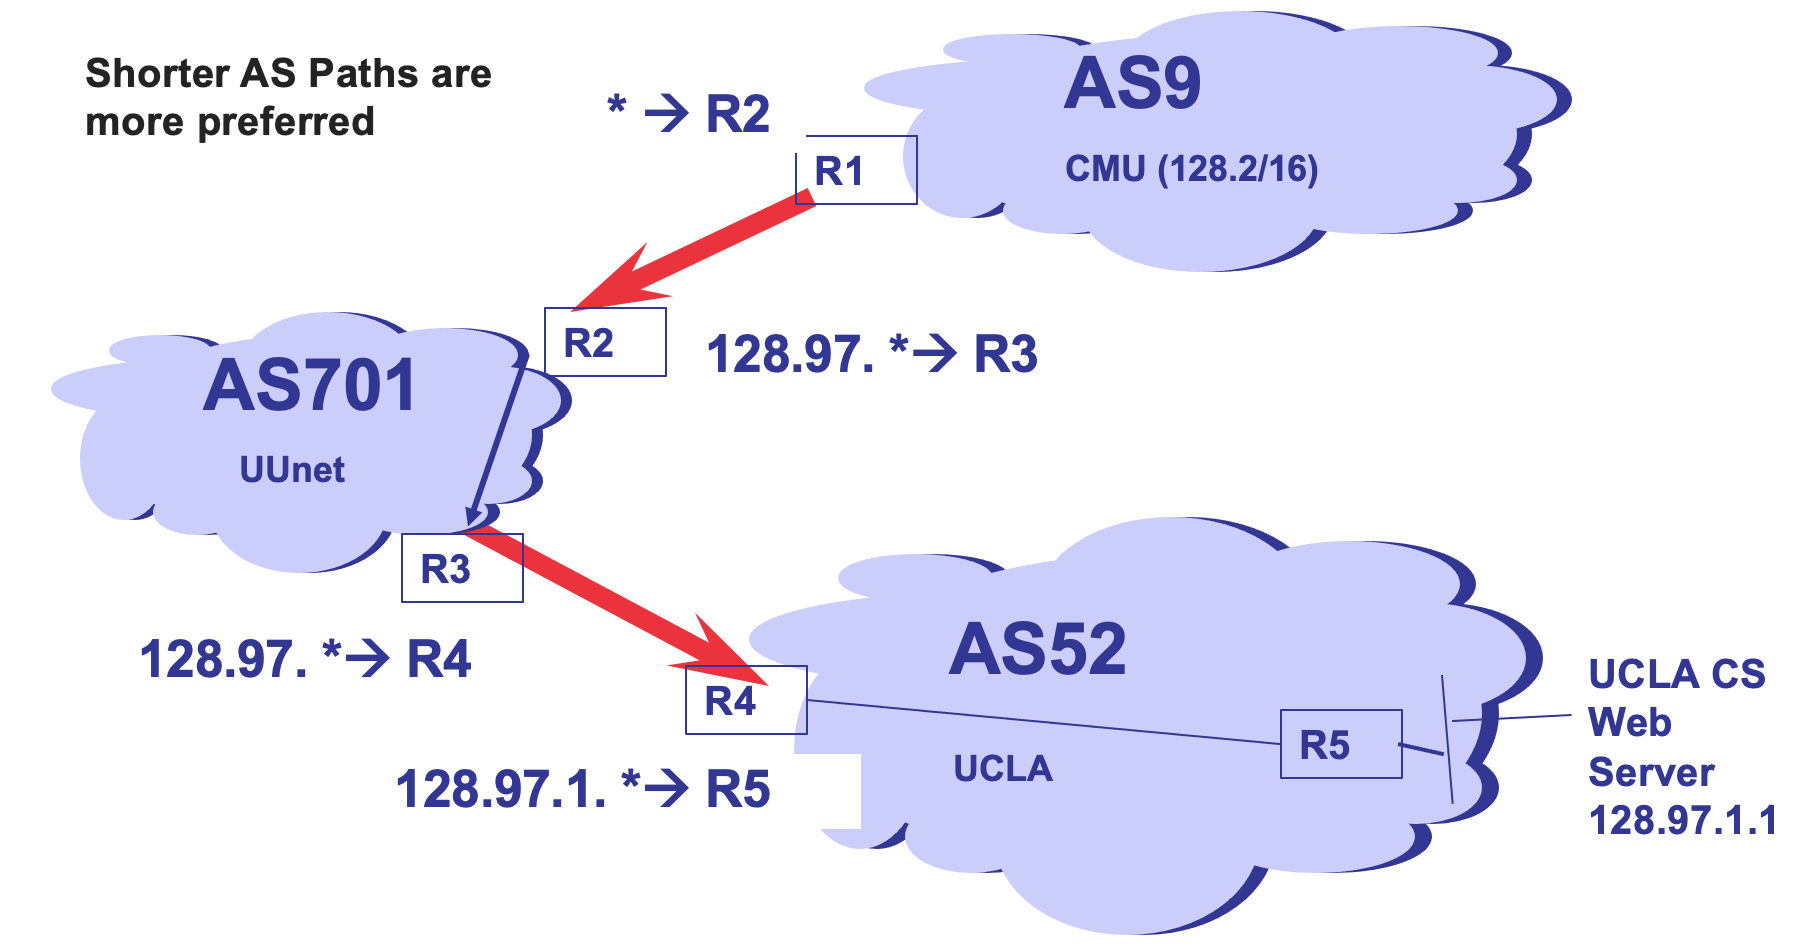 Shorter AS Paths are
more preferred
* → R2
AS9
CMU (128.2/16)
R1
R2
128.97. *→ R3
AS701
UUnet
R3
128.97. *→ R4
AS52
R4
R5
UCLA
128.97.1. *→ R5
UCLA CS
Web
Server
128.97.1.1